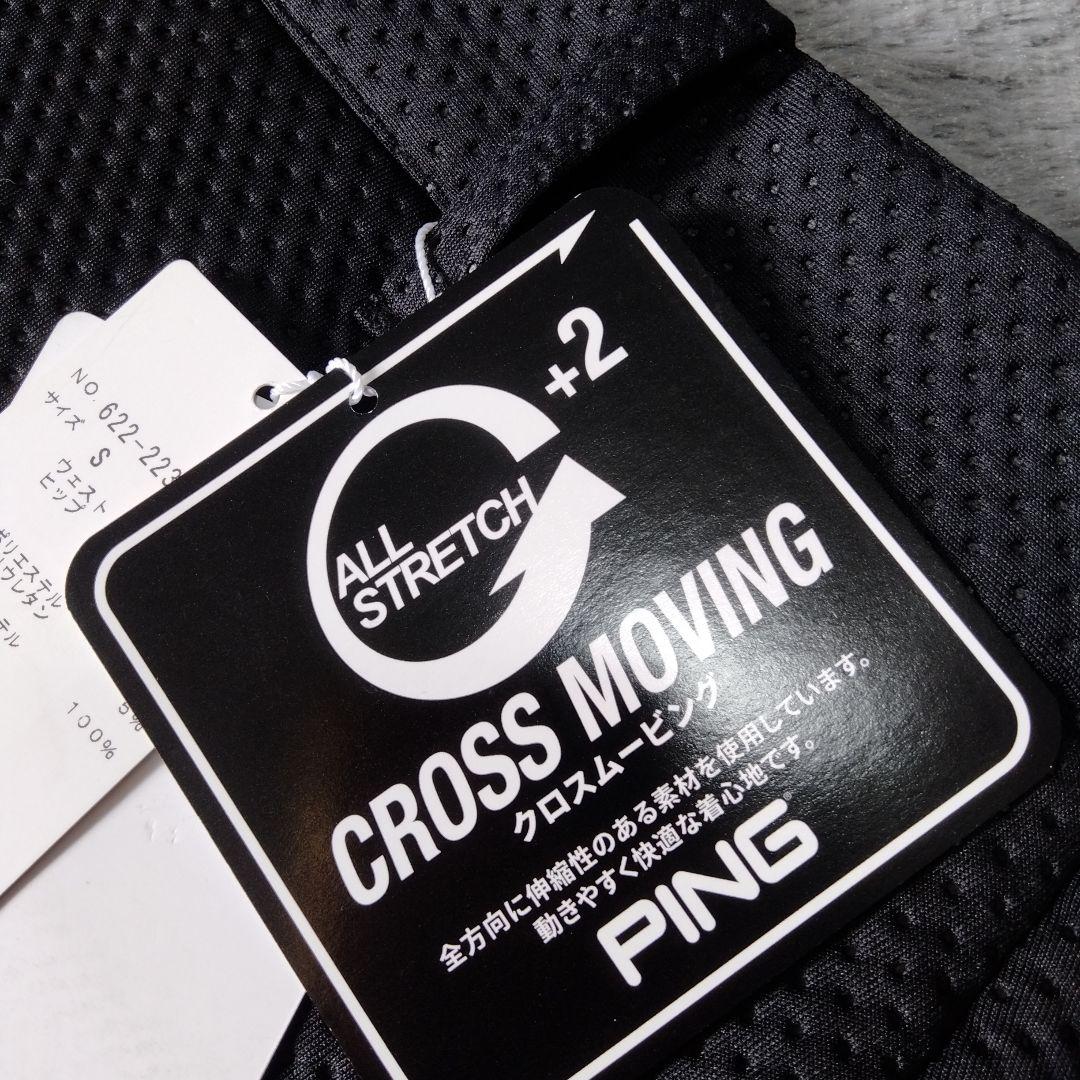 NO. 622-223
サイズ S
ウエスト
ヒップ
ポリエステル
ウレタン
テル
5%
100%
+2
ALL
STRETCH
CROSS MOVING
クロスムービング
全方向に伸縮性のある素材を使用しています。
動きやすく快適な着心地です。
PING